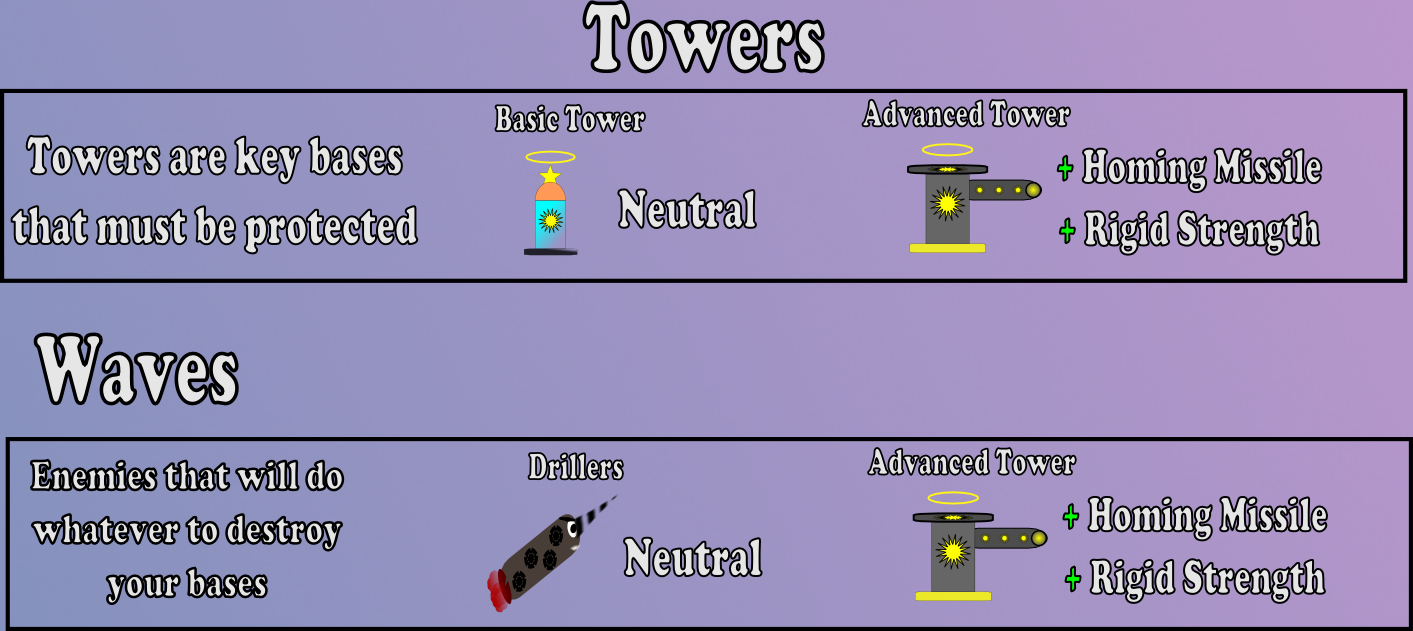 Towers
Towers are key bases
that must be protected
Basic Tower
Neutral
Advanced Tower
+ Homing Missile
+ Rigid Strength
Waves
Enemies that will do
whatever to destroy
your bases
Drillers
Neutral
Advanced Tower
+ Homing Missile
+ Rigid Strength